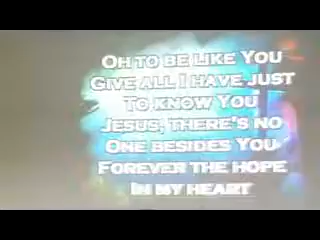 Oh to be like You
Give all I have just
To know You
Jesus, there's no
One besides You
Forever the hope
In my heart